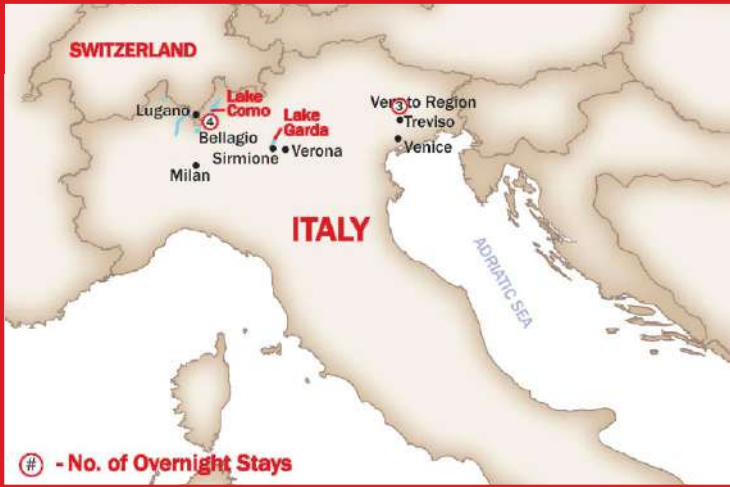 SWITZERLAND
Lugano
Lake
Como
4
Bellagio
Milan
Lake
Garda
Sirmione
Verona
3
Region
Treviso
Venice
ITALY
ADRIATIC SEA
# - No. of Overnight Stays